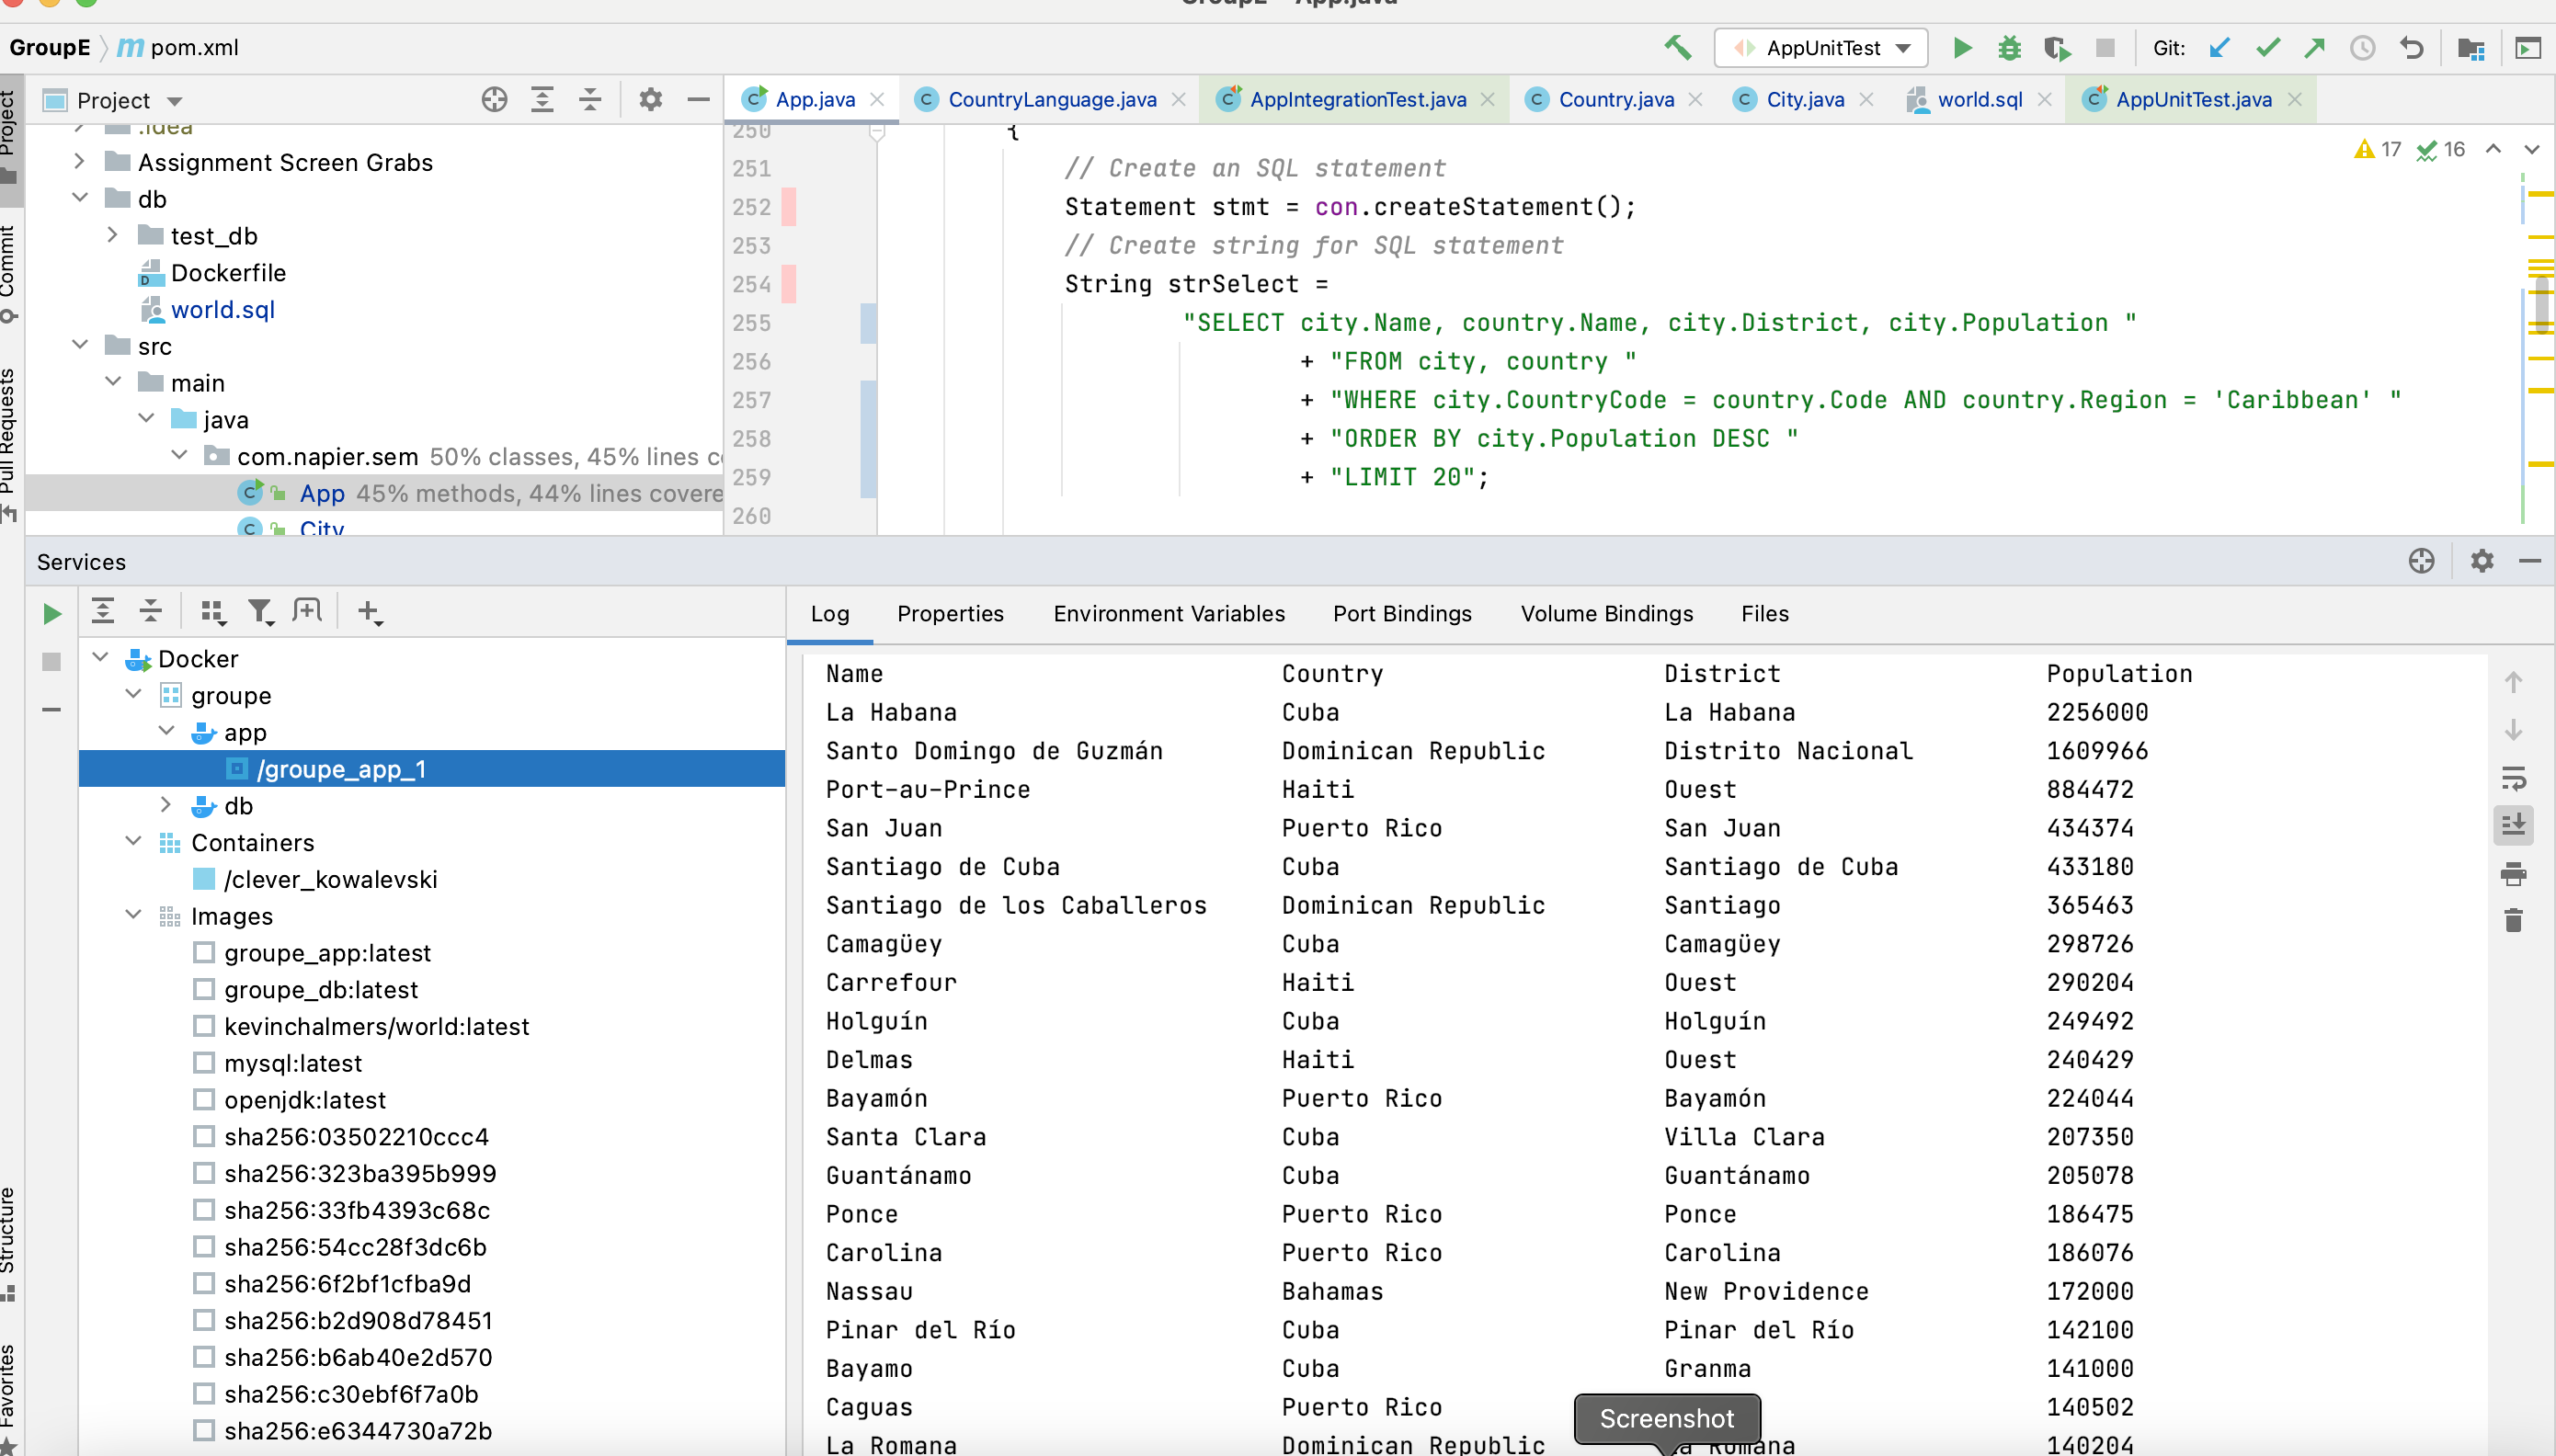 GroupE – App.java
GroupE pom.xml AppUnitTest Git:
Project
App.java CountryLanguage.java AppIntegrationTest.java Country.java City.java world.sql AppUnitTest.java
Project
Commit
Pull Requests
Structure
Favorites
.idea
Assignment Screen Grabs
db
test_db
Dockerfile
world.sql
src
main
java
com.napier.sem 50% classes, 45% lines
App 45% methods, 44% lines covere
City
17 16
250 {
251 // Create an SQL statement
252 Statement stmt = con.createStatement();
253 // Create string for SQL statement
254 String strSelect =
255 "SELECT city.Name, country.Name, city.District, city.Population "
256 + "FROM city, country "
257 + "WHERE city.CountryCode = country.Code AND country.Region = 'Caribbean' "
258 + "ORDER BY city.Population DESC "
259 + "LIMIT 20";
260
Services
Docker
groupe
app
/groupe_app_1
db
Containers
/clever_kowalevski
Images
groupe_app:latest
groupe_db:latest
kevinchalmers/world:latest
mysql:latest
openjdk:latest
sha256:03502210ccc4
sha256:323ba395b999
sha256:33fb4393c68c
sha256:54cc28f3dc6b
sha256:6f2bf1cfba9d
sha256:b2d908d78451
sha256:b6ab40e2d570
sha256:c30ebf6f7a0b
sha256:e6344730a72b
Log Properties Environment Variables Port Bindings Volume Bindings Files
Name Country District Population
La Habana Cuba La Habana 2256000
Santo Domingo de Guzmán Dominican Republic Distrito Nacional 1609966
Port-au-Prince Haiti Ouest 884472
San Juan Puerto Rico San Juan 434374
Santiago de Cuba Cuba Santiago de Cuba 433180
Santiago de los Caballeros Dominican Republic Santiago 365463
Camagüey Cuba Camagüey 298726
Carrefour Haiti Ouest 290204
Holguín Cuba Holguín 249492
Delmas Haiti Ouest 240429
Bayamón Puerto Rico Bayamón 224044
Santa Clara Cuba Villa Clara 207350
Guantánamo Cuba Guantánamo 205078
Ponce Puerto Rico Ponce 186475
Carolina Puerto Rico Carolina 186076
Nassau Bahamas New Providence 172000
Pinar del Río Cuba Pinar del Río 142100
Bayamo Cuba Granma 141000
Caguas Puerto Rico 140502
Screenshot
La Romana Dominican Republic La Romana 140204